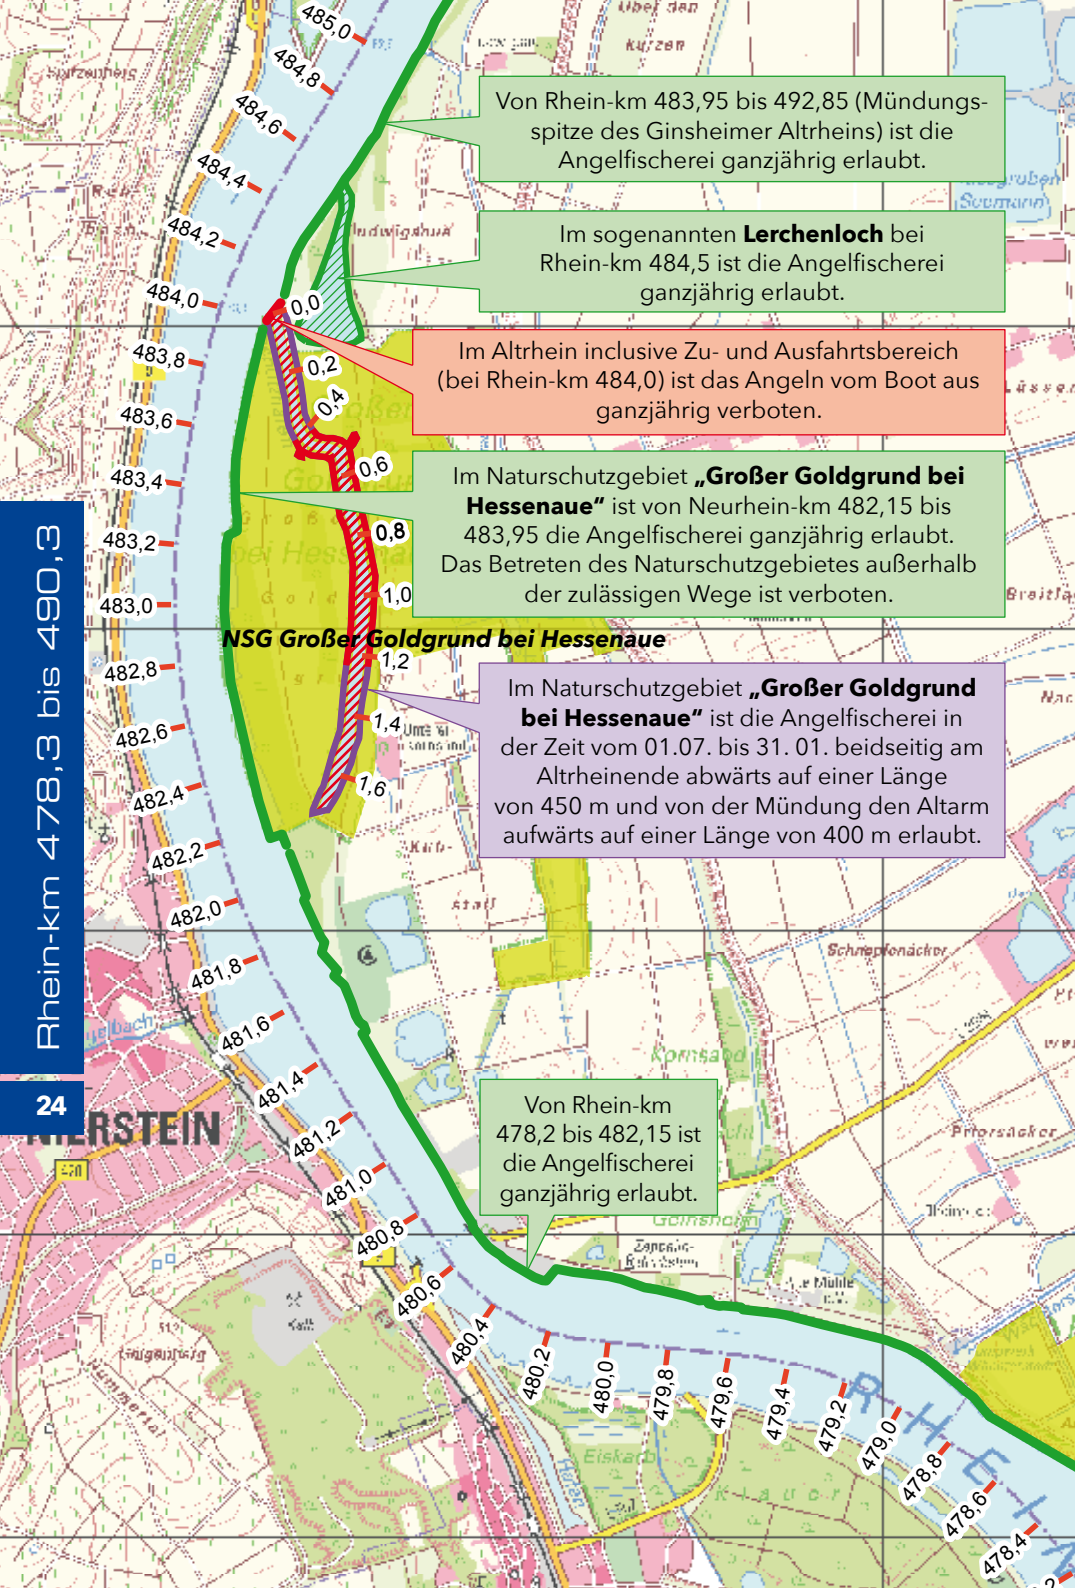 485,0
484,8
484,6
484,4
484,2
484,0
483,8
483,6
483,4
483,2
483,0
482,8
482,6
482,4
482,2
482,0
481,8
481,6
481,4
481,2
481,0
480,8
480,6
480,4
480,2
480,0
479,8
479,6
479,4
479,2
479,0
478,8
478,6
478,4
Von Rhein-km 483,95 bis 492,85 (Mündungs-
spitze des Ginsheimer Altrheins) ist die
Angelfischerei ganzjährig erlaubt.
Im sogenannten Lerchenloch bei
Rhein-km 484,5 ist die Angelfischerei
ganzjährig erlaubt.
Im Altrhein inclusive Zu- und Ausfahrtsbereich
(bei Rhein-km 484,0) ist das Angeln vom Boot aus
ganzjährig verboten.
Im Naturschutzgebiet „Großer Goldgrund bei
Hessenaue“ ist von Neurhein-km 482,15 bis
483,95 die Angelfischerei ganzjährig erlaubt.
Das Betreten des Naturschutzgebietes außerhalb
der zulässigen Wege ist verboten.
NSG Großer Goldgrund bei Hessenaue
Im Naturschutzgebiet „Großer Goldgrund
bei Hessenaue“ ist die Angelfischerei in
der Zeit vom 01.07. bis 31. 01. beidseitig am
Altrheinende abwärts auf einer Länge
von 450 m und von der Mündung den Altarm
aufwärts auf einer Länge von 400 m erlaubt.
Von Rhein-km
478,2 bis 482,15 ist
die Angelfischerei
ganzjährig erlaubt.
0,0
0,2
0,4
0,6
0,8
1,0
1,2
1,4
1,6
Rhein-km 478,3 bis 490,3
24
NIERSTEIN
420
Kornsand
Schnepfenäcker
Priorsäcker
Eiskarb
Klauer
Mühle
RHE